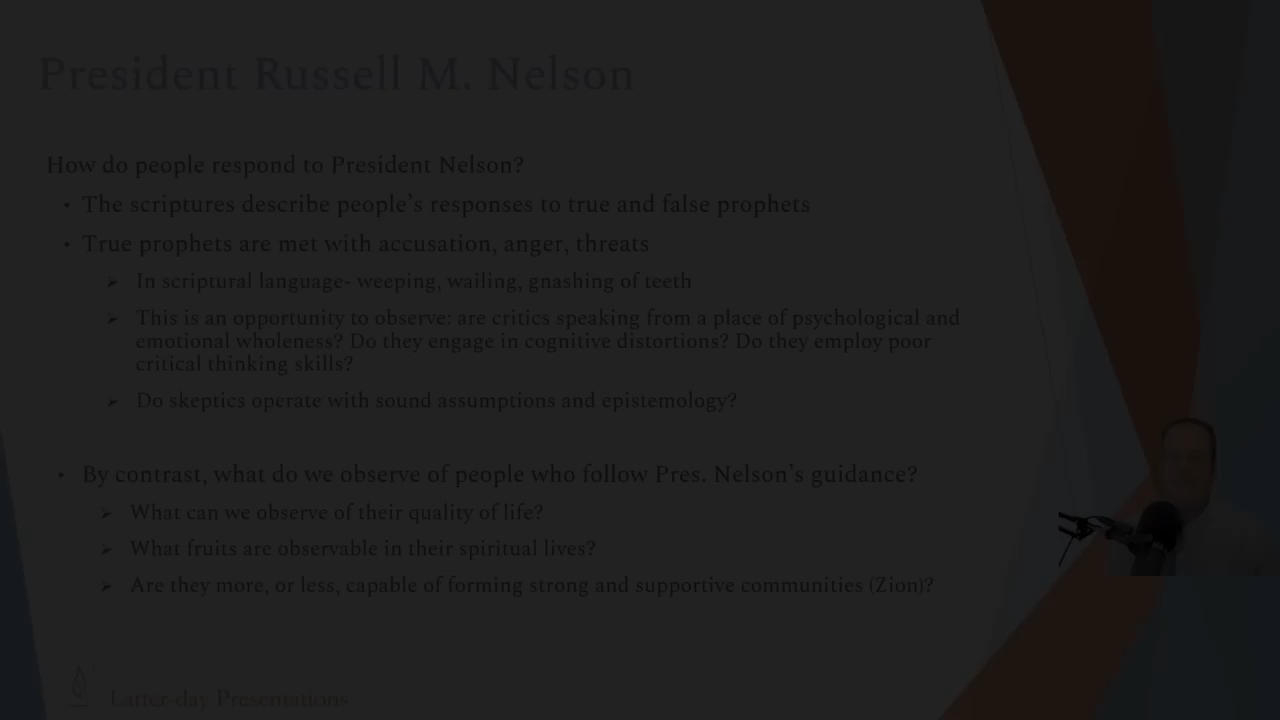 President Russell M. Nelson
How do people respond to President Nelson?
• The scriptures describe people's responses to true and false prophets
• True prophets are met with accusation, anger, threats
➢ In scriptural language- weeping, wailing, gnashing of teeth
➢ This is an opportunity to observe: are critics speaking from a place of psychological and
emotional wholeness? Do they engage in cognitive distortions? Do they employ poor
critical thinking skills?
➢ Do skeptics operate with sound assumptions and epistemology?
• By contrast, what do we observe of people who follow Pres. Nelson's guidance?
➢ What can we observe of their quality of life?
➢ What fruits are observable in their spiritual lives?
➢ Are they more, or less, capable of forming strong and supportive communities (Zion)?
Latter-day Presentations